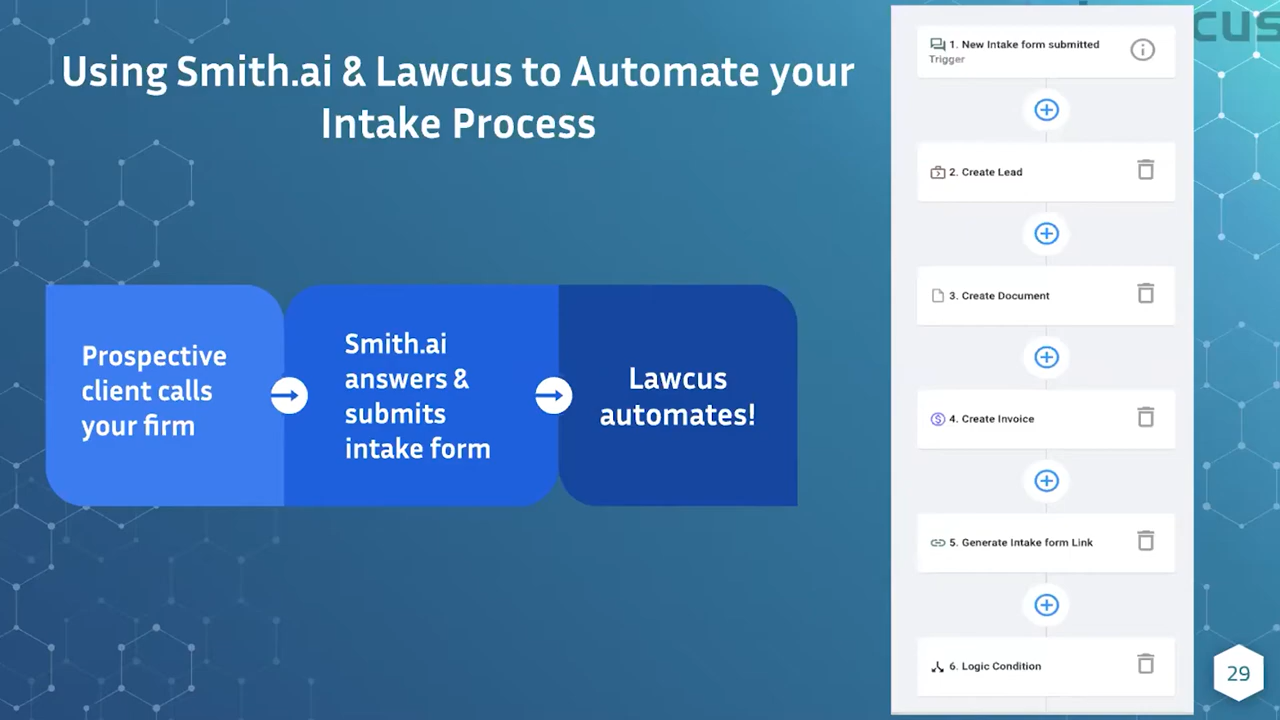 Using Smith.ai & Lawcus to Automate your
Intake Process
Prospective
client calls
your firm
Smith.ai
answers &
submits
intake form
Lawcus
automates!
1. New Intake form submitted
Trigger
2. Create Lead
3. Create Document
4. Create Invoice
5. Generate Intake form Link
6. Logic Condition
29